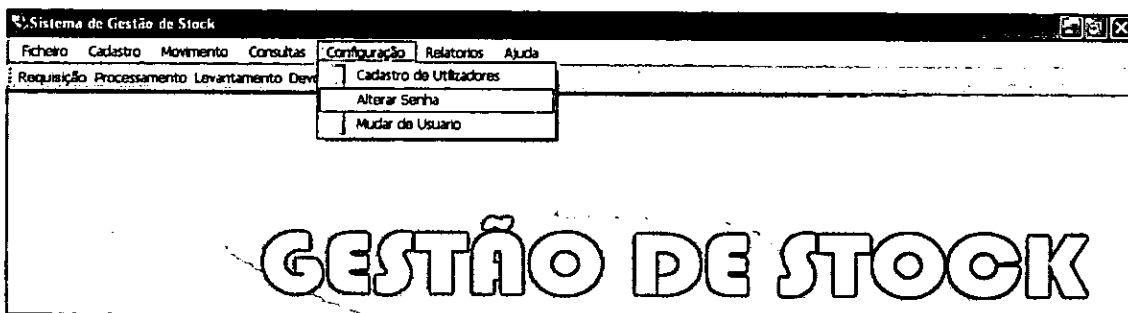 Sistema de Gestão de Stock
Ficheiro Cadastro Movimento Consultas Configuração Relatorios Ajuda
Requisição Processamento Levantamento
Cadastro de Utilizadores
Alterar Senha
Mudar de Usuario
GESTÃO DE STOCK